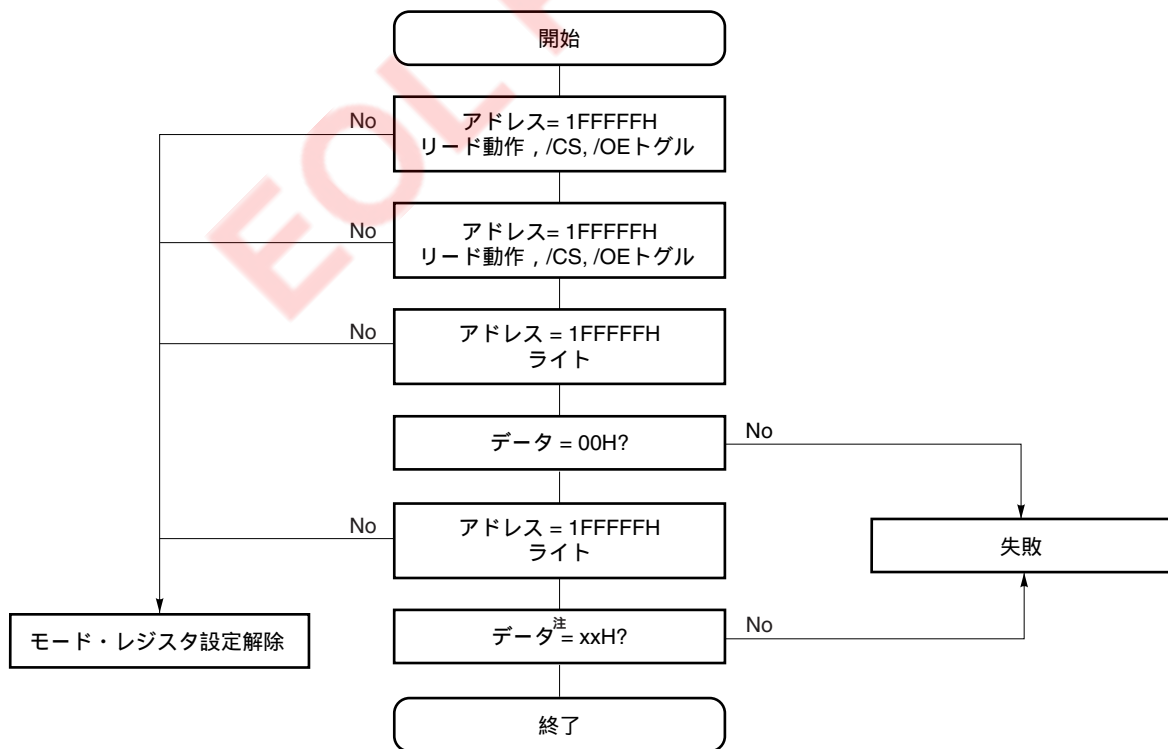 開始
No
アドレス= 1FFFFFH
リード動作 , /CS, /OEトグル
No
アドレス= 1FFFFFH
リード動作 , /CS, /OEトグル
No
アドレス = 1FFFFFH
ライト
データ = 00H?
No
No
アドレス = 1FFFFFH
ライト
失敗
モード・レジスタ設定解除
データ注= xxH?
No
終了
EOL